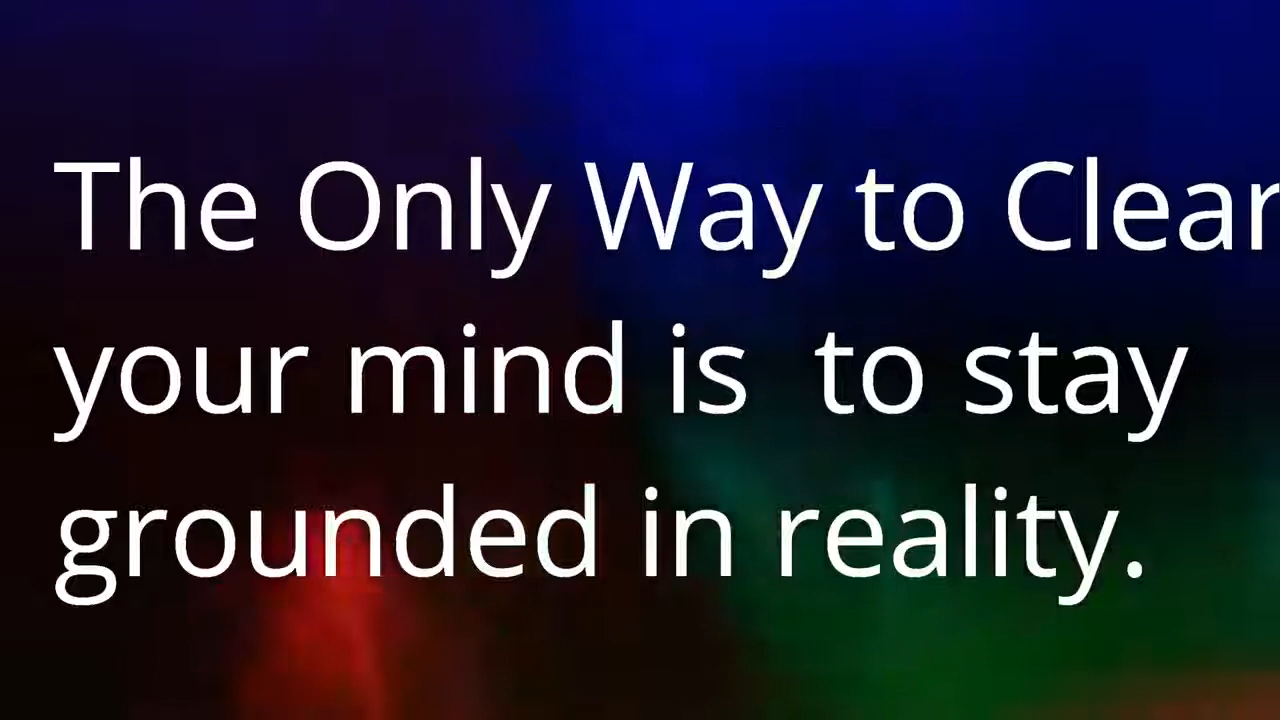 The Only Way to Clear
your mind is  to stay
grounded in reality.